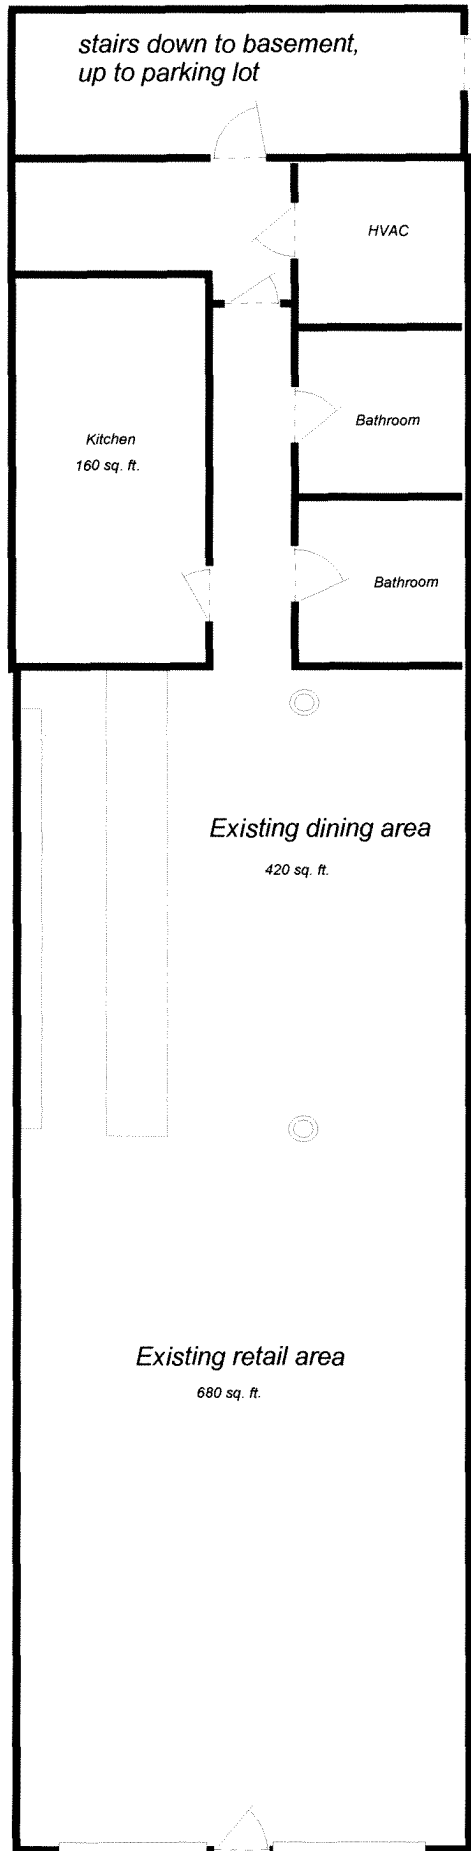 stairs down to basement,
up to parking lot
HVAC
Bathroom
Kitchen
160 sq. ft.
Bathroom
Existing dining area
420 sq. ft.
Existing retail area
680 sq. ft.